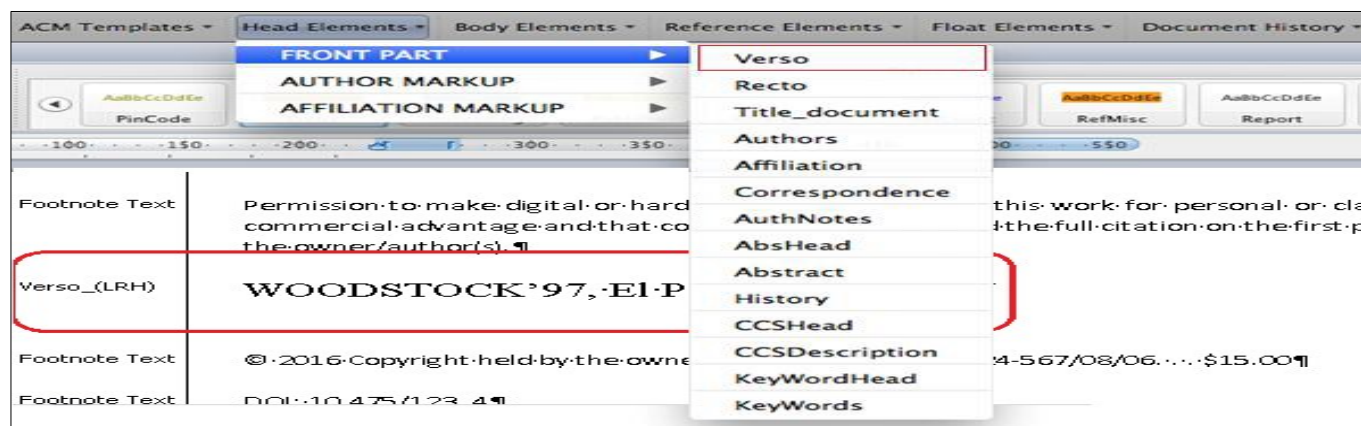 ACM Templates Head Elements Body Elements Reference Elements Float Elements Document History
FRONT PART
AUTHOR MARKUP
AFFILIATION MARKUP
Verso
Recto
Title_document
Authors
Affiliation
Correspondence
AuthNotes
AbsHead
Abstract
History
CCSHead
CCSDescription
KeyWordHead
KeyWords
AaBbCcDdEe
PinCode
AaBbCcDdEe
RefMisc
AaBbCcDdEe
Report
100 150 200 300 350 550
Footnote Text Permission·to·make·digital·or·hard this·work·for·personal·or·
commercial·advantage·and·that· the·full·citation·on·the·first·
the·owner/author(s).¶
Verso_(LRH) WOODSTOCK’97,·El·P
Footnote Text ©·2016·Copyright·held·by·the· 4-567/08/06.·.·.·$15.00¶
Footnote Text DOI:·10.475/123_4¶